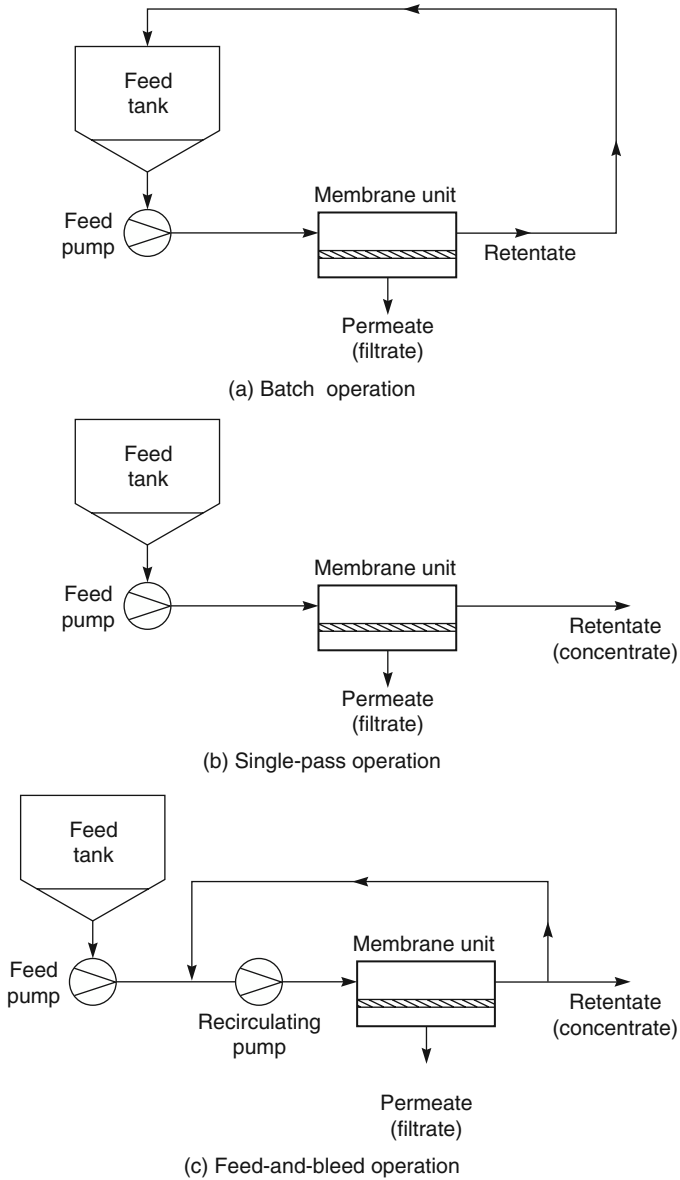 Feed
tank
Feed
pump
Membrane unit
Retentate
Permeate
(filtrate)
(a) Batch operation
Feed
tank
Feed
pump
Membrane unit
Retentate
(concentrate)
Permeate
(filtrate)
(b) Single-pass operation
Feed
tank
Feed
pump
Recirculating
pump
Membrane unit
Retentate
(concentrate)
Permeate
(filtrate)
(c) Feed-and-bleed operation